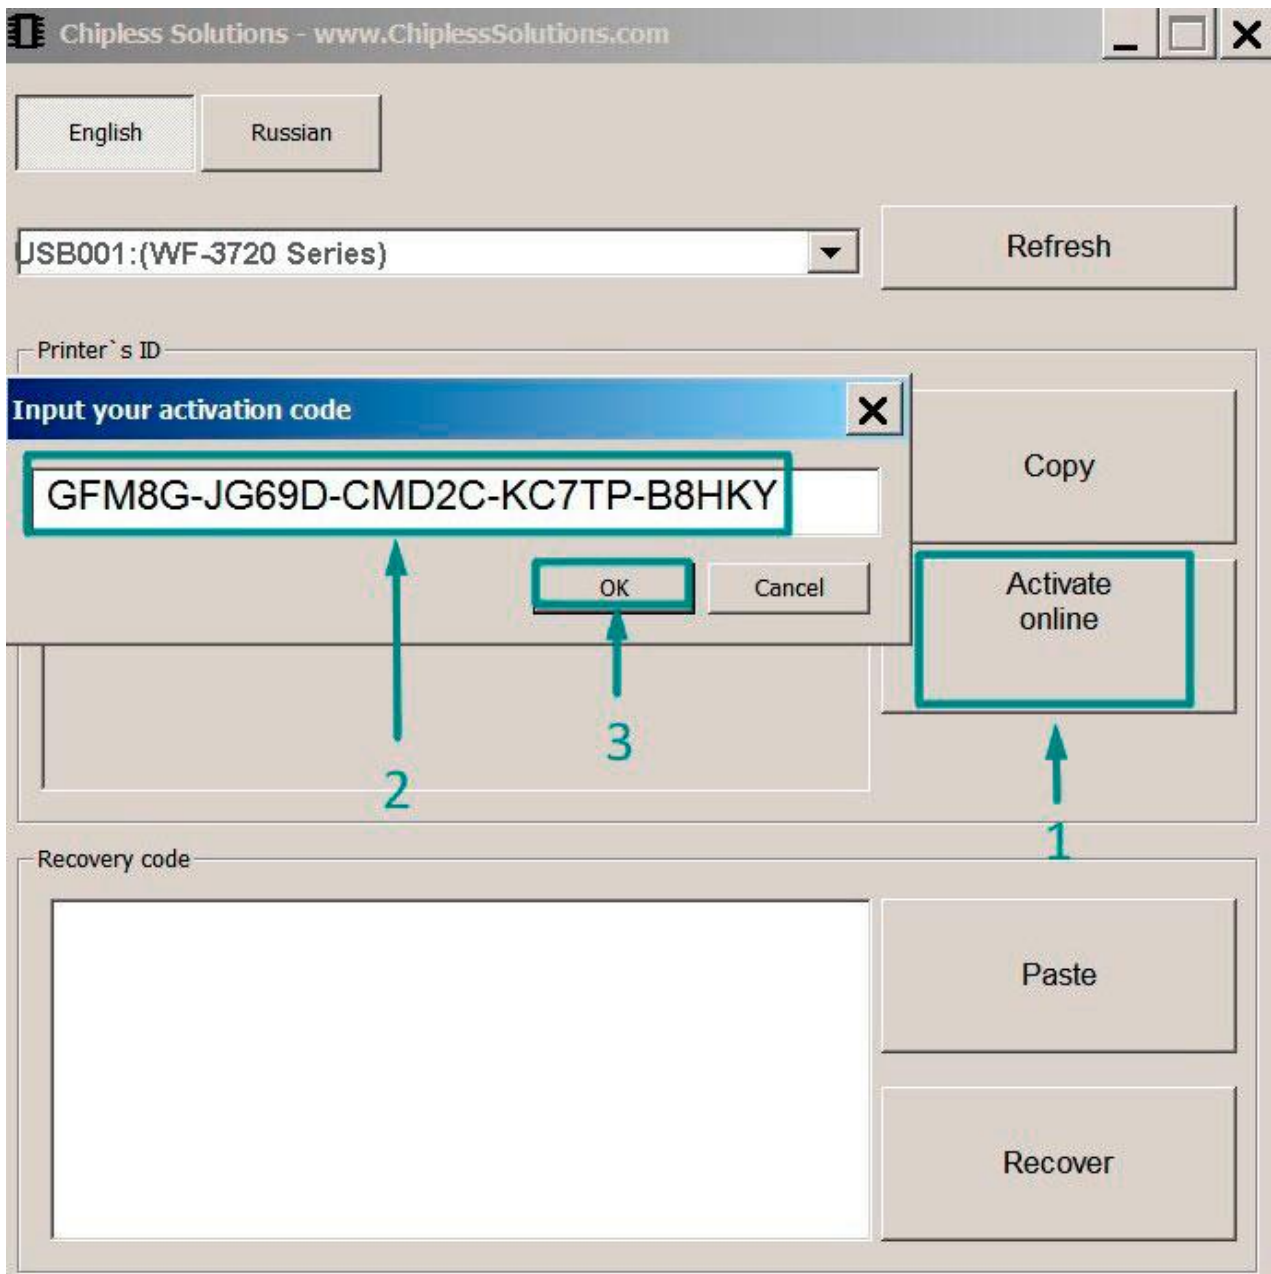 Chipless Solutions - www.ChiplessSolutions.com
English
Russian
USB001:(WF-3720 Series)
Refresh
Printer`s ID
Input your activation code
GFM8G-JG69D-CMD2C-KC7TP-B8HKY
Copy
OK
Cancel
Activate
online
3
2
1
Recovery code
Paste
Recover